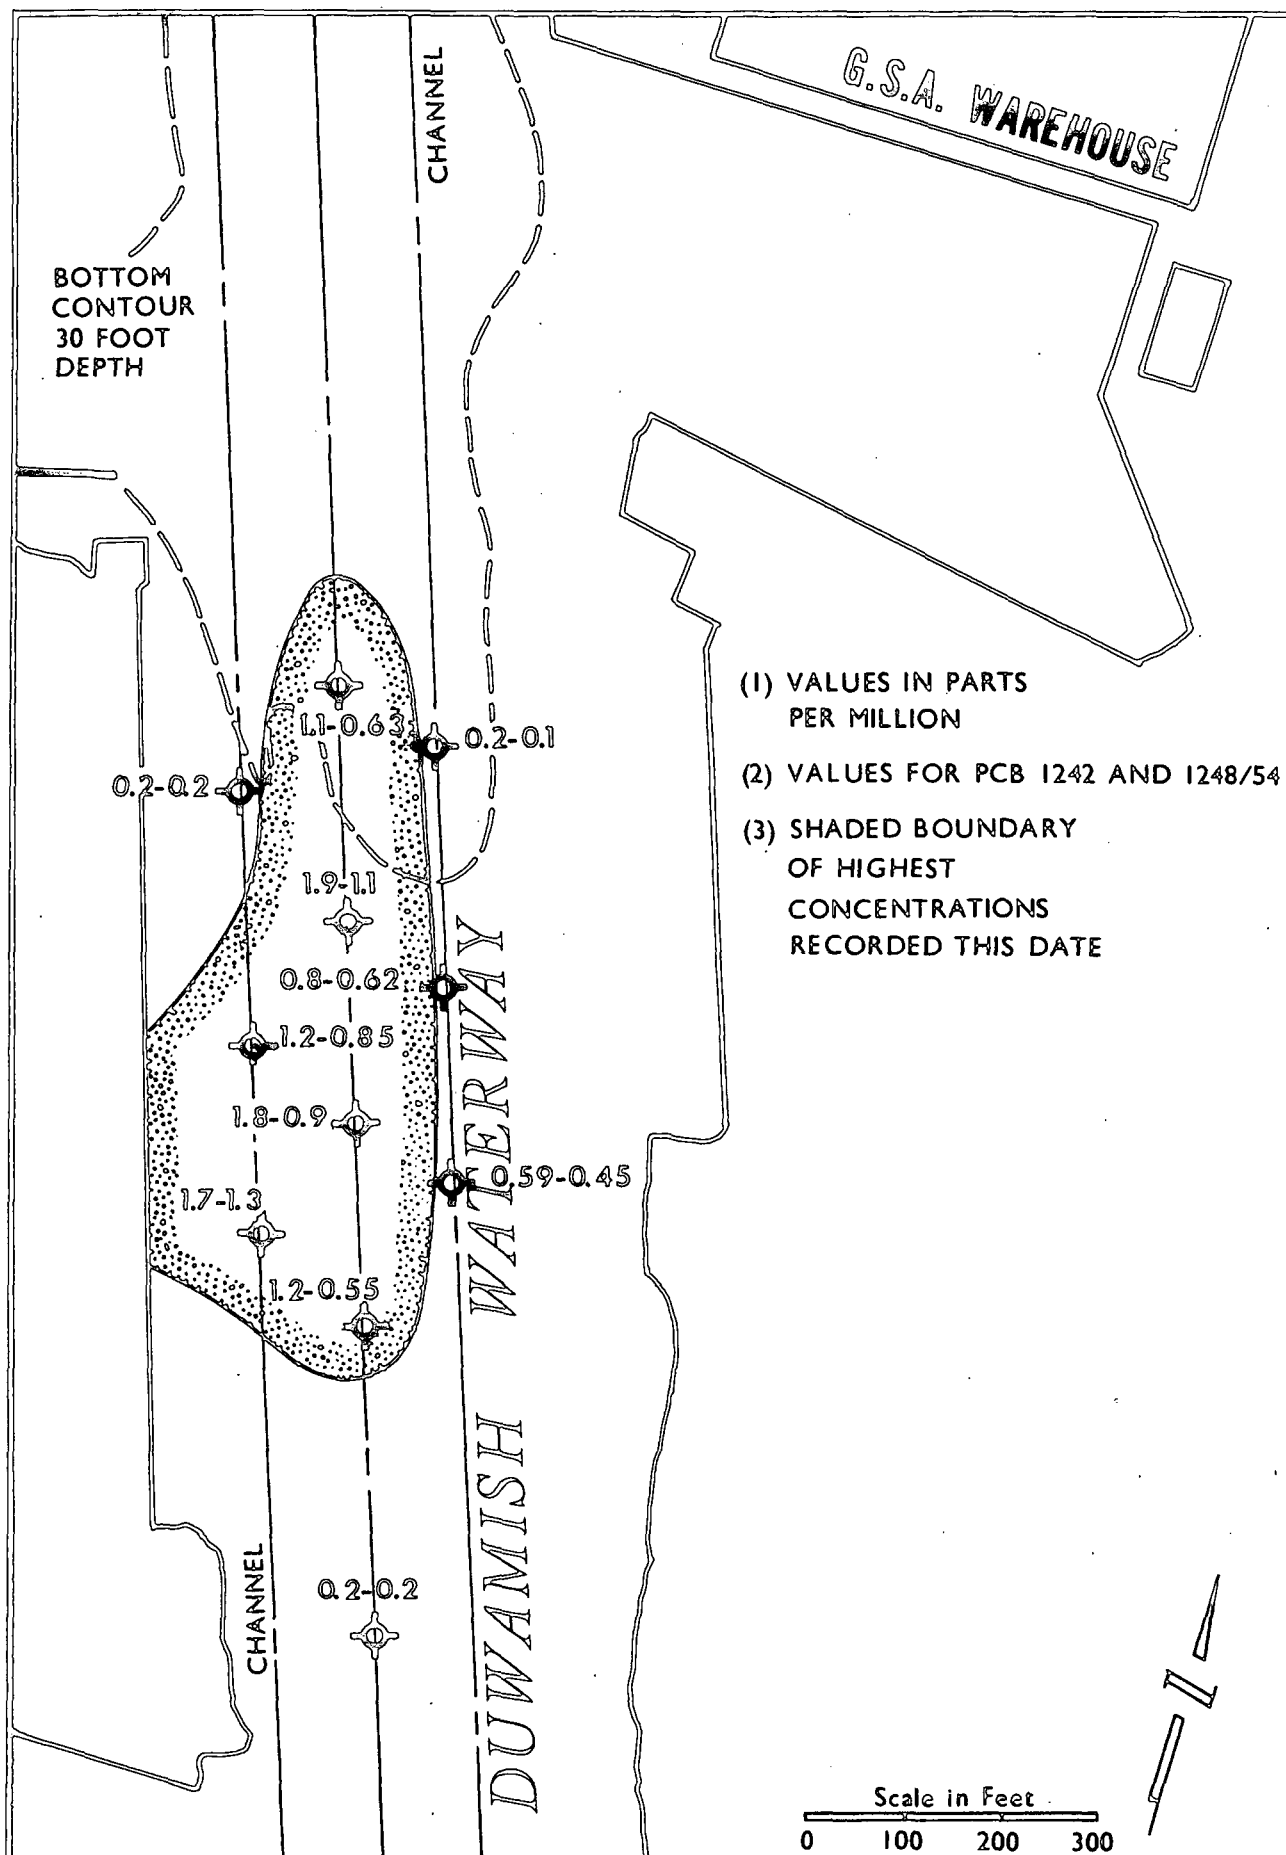 G.S.A. WAREHOUSE
CHANNEL
BOTTOM
CONTOUR
30 FOOT
DEPTH
(1) VALUES IN PARTS
PER MILLION
(2) VALUES FOR PCB 1242 AND 1248/54
(3) SHADED BOUNDARY
OF HIGHEST
CONCENTRATIONS
RECORDED THIS DATE
1.1-0.63
0.2-0.1
0.2-0.2
1.9-1.1
0.8-0.62
1.2-0.85
1.8-0.9
0.59-0.45
1.7-1.3
1.2-0.55
0.2-0.2
DUWAMISH WATERWAY
CHANNEL
N
Scale in Feet
0 100 200 300